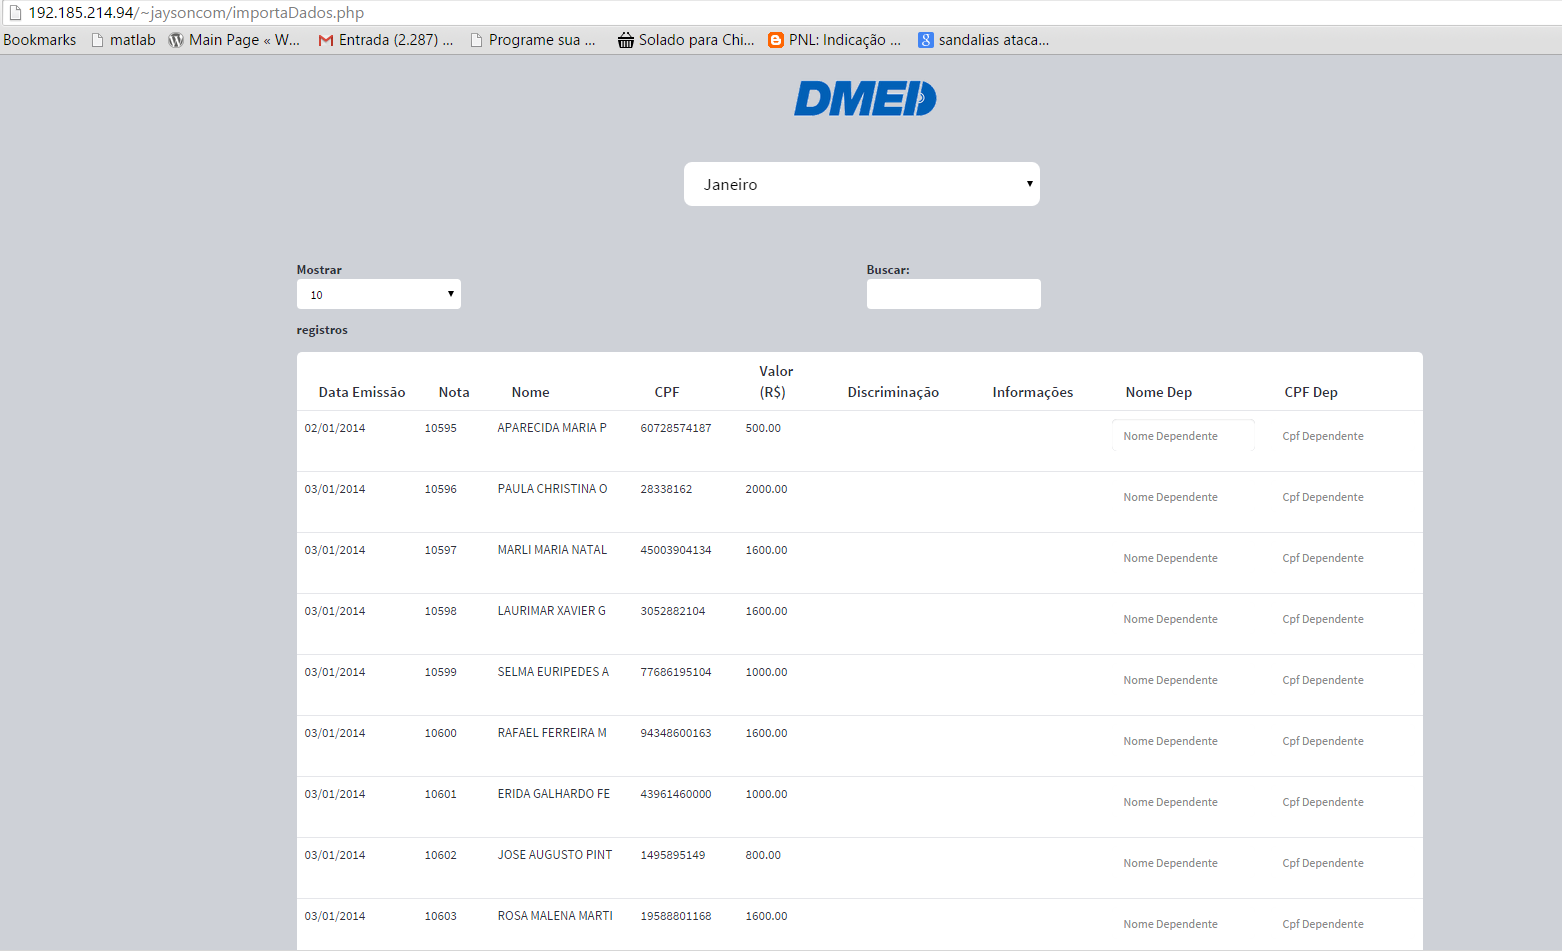 192.185.214.94/~jaysoncom/importaDados.php
Bookmarks matlab Main Page « W... Entrada (2.287) ... Programe sua ... Solado para Chi... PNL: Indicação ... sandalias ataca...
DMED
Janeiro
Mostrar Buscar:
10
registros
Data Emissão Nota Nome CPF Valor (R$) Discriminação Informações Nome Dep CPF Dep
02/01/2014 10595 APARECIDA MARIA P 60728574187 500.00 Nome Dependente Cpf Dependente
03/01/2014 10596 PAULA CHRISTINA O 28338162 2000.00 Nome Dependente Cpf Dependente
03/01/2014 10597 MARLI MARIA NATAL 45003904134 1600.00 Nome Dependente Cpf Dependente
03/01/2014 10598 LAURIMAR XAVIER G 3052882104 1600.00 Nome Dependente Cpf Dependente
03/01/2014 10599 SELMA EURIPEDES A 77686195104 1000.00 Nome Dependente Cpf Dependente
03/01/2014 10600 RAFAEL FERREIRA M 94348600163 1600.00 Nome Dependente Cpf Dependente
03/01/2014 10601 ERIDA GALHARDO FE 43961460000 1000.00 Nome Dependente Cpf Dependente
03/01/2014 10602 JOSE AUGUSTO PINT 1495895149 800.00 Nome Dependente Cpf Dependente
03/01/2014 10603 ROSA MALENA MARTI 19588801168 1600.00 Nome Dependente Cpf Dependente